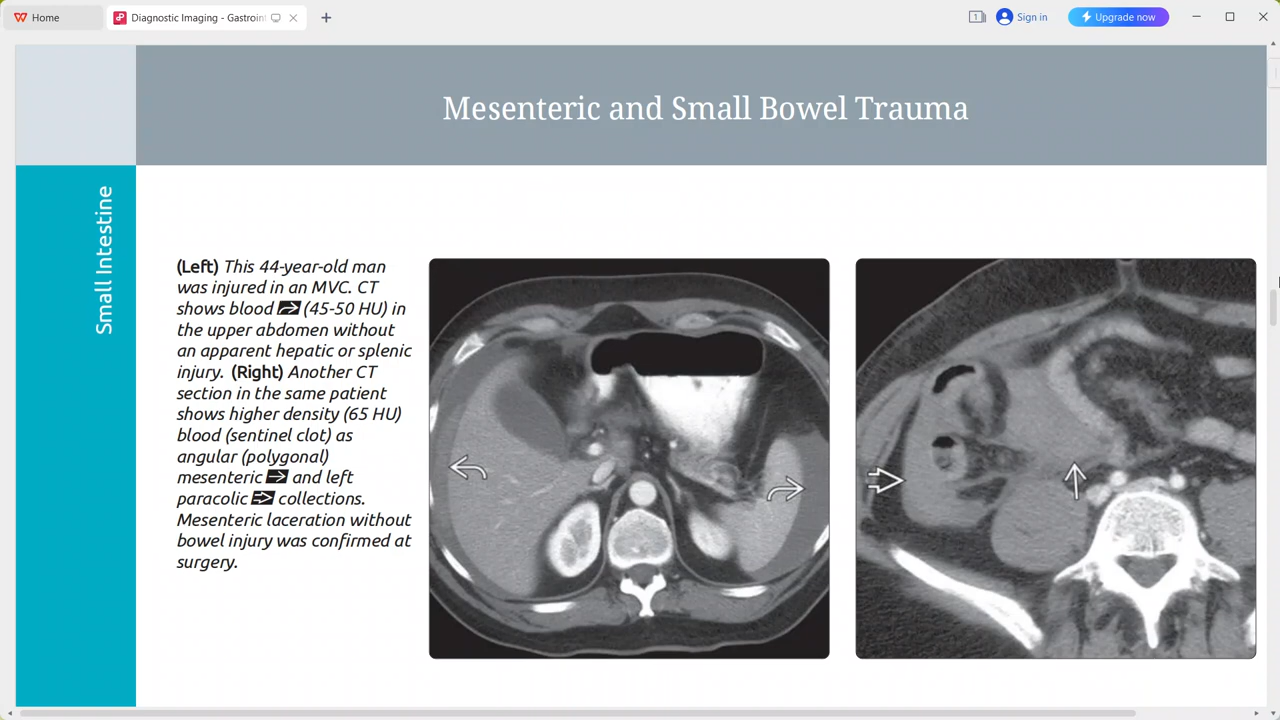 Home
Diagnostic Imaging - Gastroint
1
Sign in
Upgrade now
Mesenteric and Small Bowel Trauma
Small Intestine
(Left) This 44-year-old man
was injured in an MVC. CT
shows blood (45-50 HU) in
the upper abdomen without
an apparent hepatic or splenic
injury. (Right) Another CT
section in the same patient
shows higher density (65 HU)
blood (sentinel clot) as
angular (polygonal)
mesenteric and left
paracolic collections.
Mesenteric laceration without
bowel injury was confirmed at
surgery.